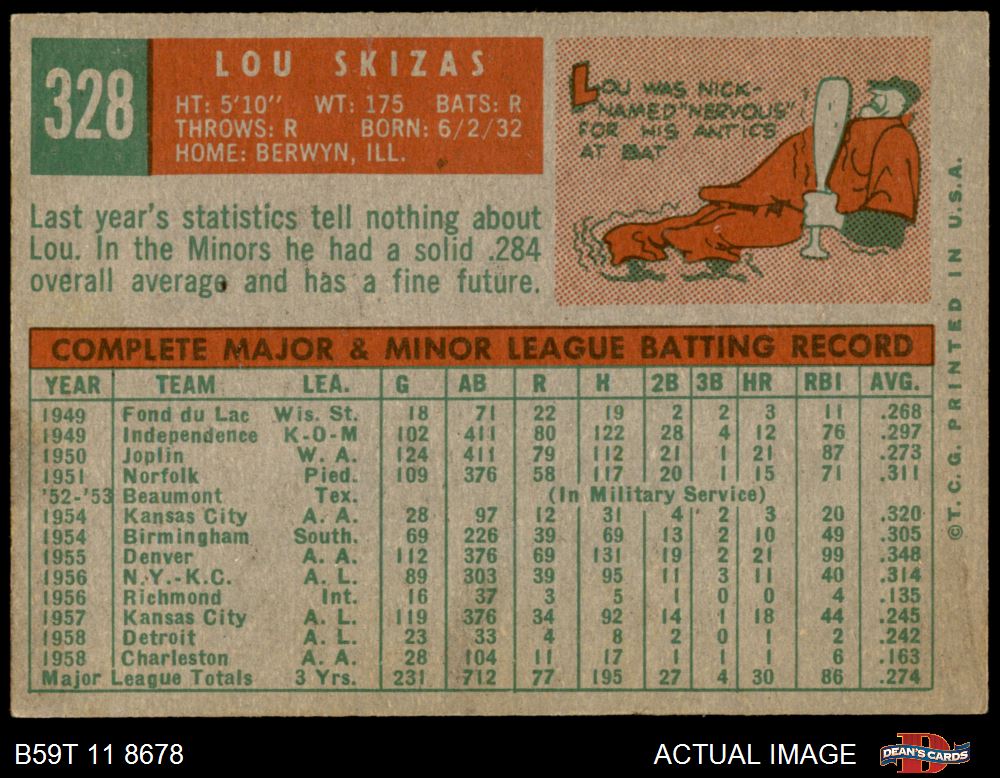 328
LOU SKIZAS
HT: 5'10" WT: 175 BATS: R
THROWS: R BORN: 6/2/32
HOME: BERWYN, ILL.
LOU WAS NICK-
NAMED "NERVOUS"
FOR HIS ANTICS
AT BAT
Last year's statistics tell nothing about
Lou. In the Minors he had a solid .284
overall average and has a fine future.
COMPLETE MAJOR & MINOR LEAGUE BATTING RECORD
YEAR TEAM LEA. G AB R H 2B 3B HR RBI AVG.
1949 Fond du Lac Wis. St. 18 71 22 19 2 2 3 11 .268
1949 Independence K-O-M 102 411 80 122 28 4 12 76 .297
1950 Joplin W. A. 124 411 79 112 21 1 21 87 .273
1951 Norfolk Pied. 109 376 58 117 20 1 15 71 .311
'52-'53 Beaumont Tex. (In Military Service)
1954 Kansas City A. A. 28 97 12 31 4 2 3 20 .320
1954 Birmingham South. 69 226 39 69 13 2 10 49 .305
1955 Denver A. A. 112 376 69 131 19 2 21 99 .348
1956 N.Y.-K.C. A. L. 89 303 39 95 11 3 11 40 .314
1956 Richmond Int. 16 37 3 5 1 0 0 4 .135
1957 Kansas City A. L. 119 376 34 92 14 1 18 44 .245
1958 Detroit A. L. 23 33 4 8 2 0 1 2 .242
1958 Charleston A. A. 28 104 11 17 1 1 1 6 .163
Major League Totals 3 Yrs. 231 712 77 195 27 4 30 86 .274
©T.C.G. PRINTED IN U.S.A.
B59T 11 8678
ACTUAL IMAGE
DEAN'S CARDS